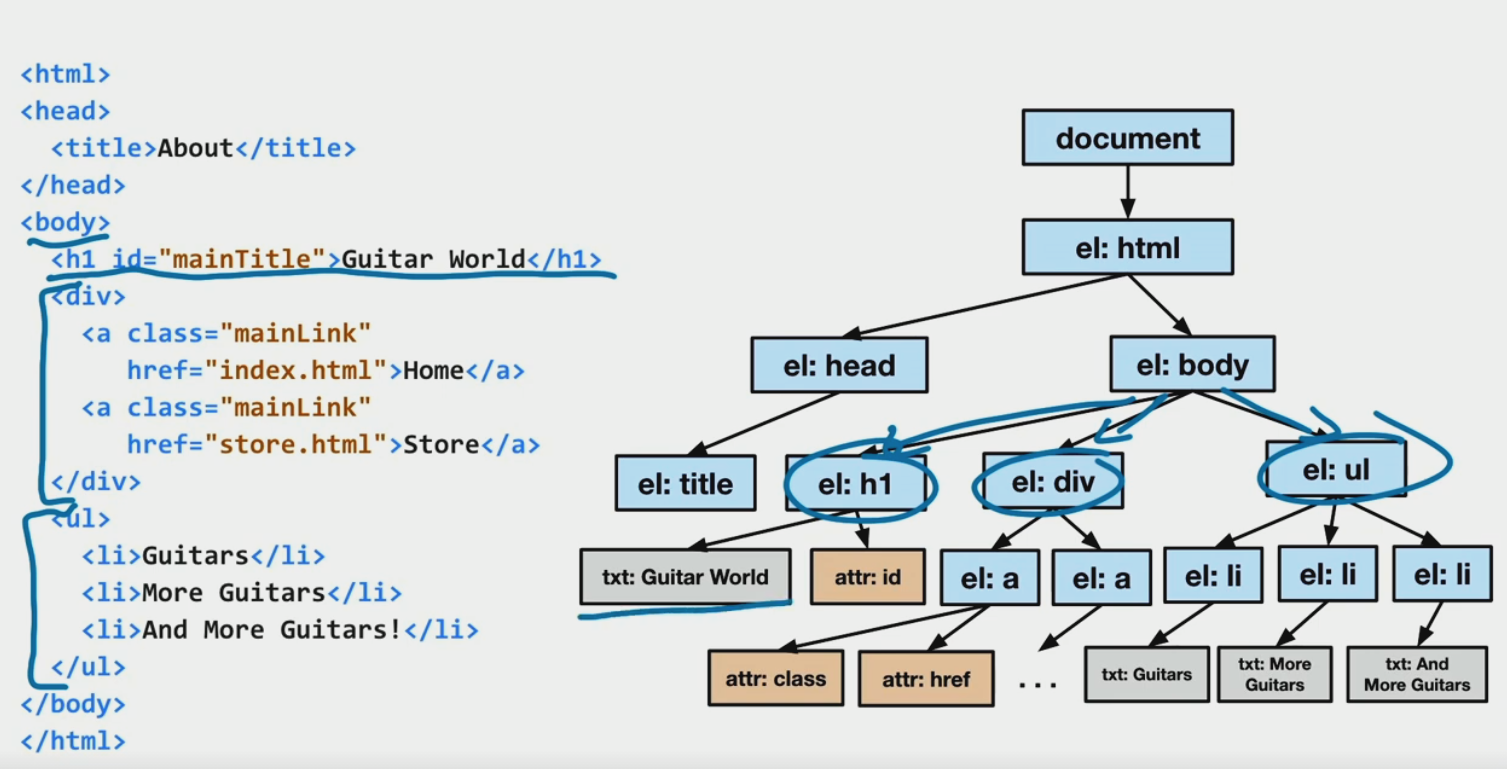 <html>
<head>
<title>About</title>
</head>
<body>
<h1 id="mainTitle">Guitar World</h1>
<div>
<a class="mainLink"
href="index.html">Home</a>
<a class="mainLink"
href="store.html">Store</a>
</div>
<ul>
<li>Guitars</li>
<li>More Guitars</li>
<li>And More Guitars!</li>
</ul>
</body>
</html>
document
el: html
el: head
el: body
el: title
el: h1
el: div
el: ul
txt: Guitar World
attr: id
el: a
el: a
el: li
el: li
el: li
attr: class
attr: href
...
txt: Guitars
txt: More
Guitars
txt: And
More Guitars